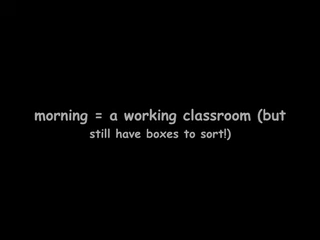 morning = a working classroom (but
still have boxes to sort!)